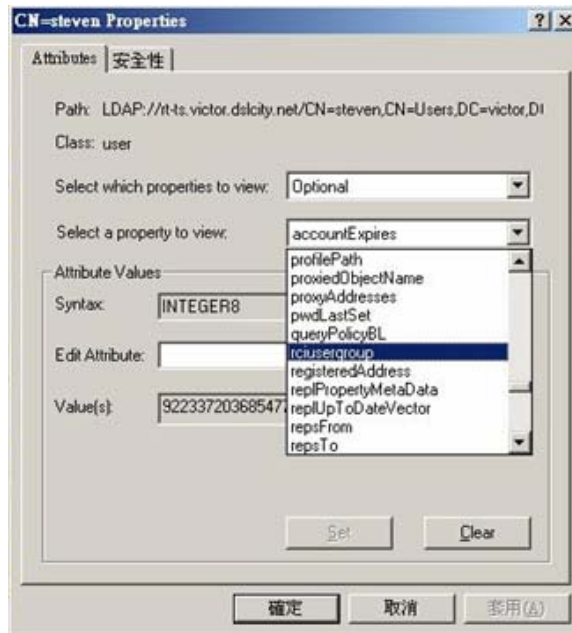 CN=steven Properties
Attributes 安全性
Path: LDAP://rt-ts.victor.dslcity.net/CN=steven,CN=Users,DC=victor,D
Class: user
Select which properties to view: Optional
Select a property to view: accountExpires
profilePath
proxiedObjectName
proxyAddresses
pwdLastSet
queryPolicyBL
rciusergroup
registeredAddress
replPropertyMetaData
replUpToDateVector
repsFrom
repsTo
Attribute Values
Syntax: INTEGER8
Edit Attribute:
Value(s): 92233720368547
Set Clear
確定 取消 套用(A)